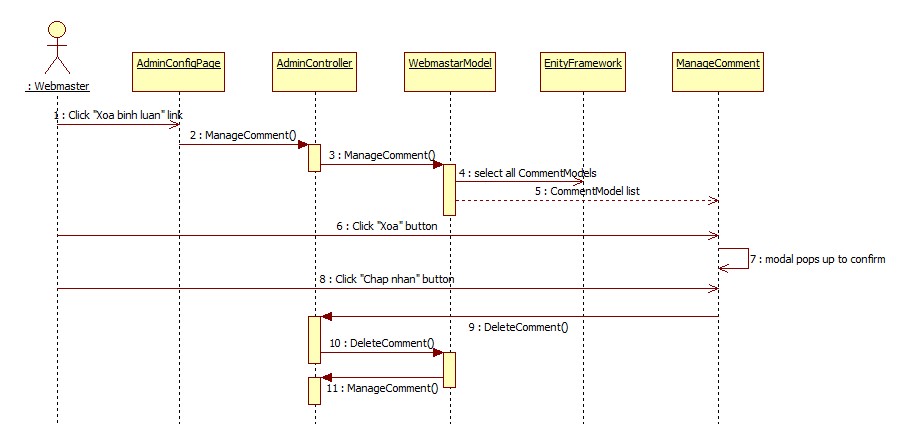 AdminConfigPage
AdminController
WebmastarModel
EnityFramework
ManageComment
: Webmaster
1 : Click "Xoa binh luan" link
2 : ManageComment()
3 : ManageComment()
4 : select all CommentModels
5 : CommentModel list
6 : Click "Xoa" button
7 : modal pops up to confirm
8 : Click "Chap nhan" button
9 : DeleteComment()
10 : DeleteComment()
11 : ManageComment()